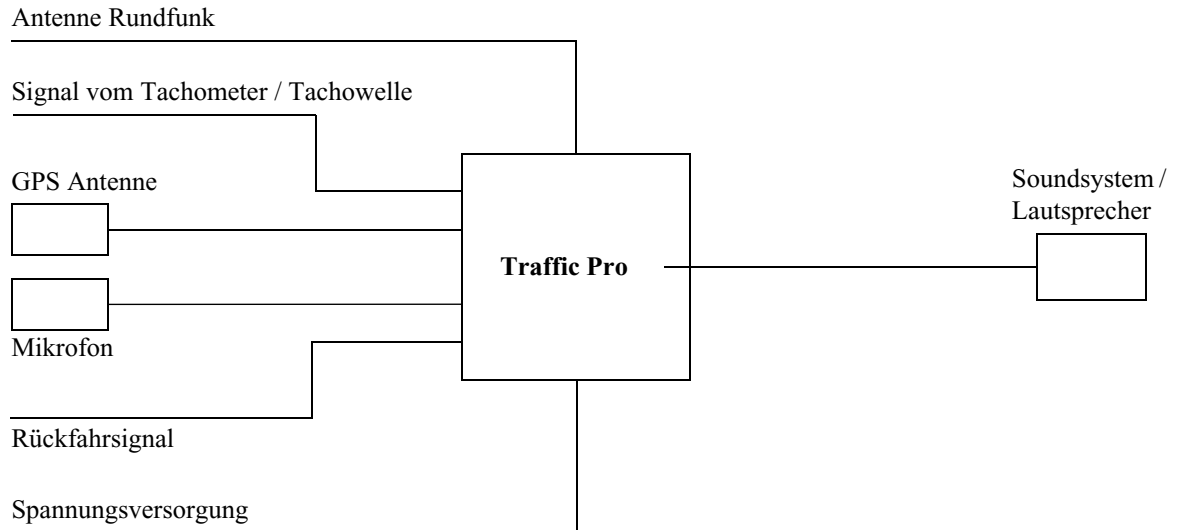 Antenne Rundfunk
Signal vom Tachometer / Tachowelle
GPS Antenne
Soundsystem /
Lautsprecher
Traffic Pro
Mikrofon
Rückfahrsignal
Spannungsversorgung